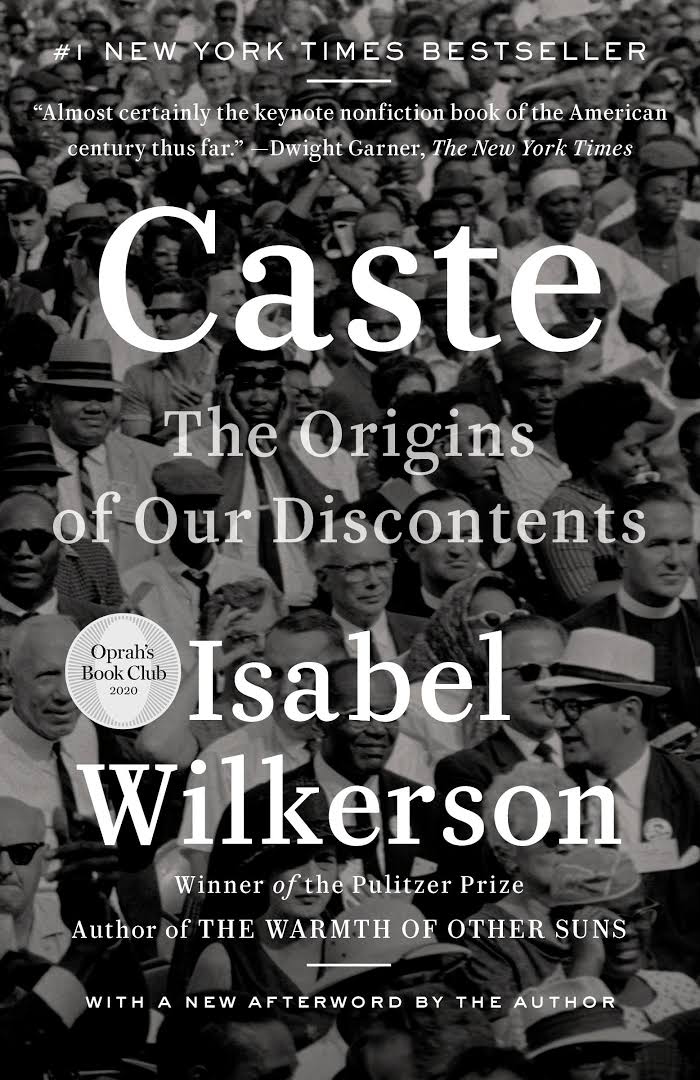 #1 NEW YORK TIMES BESTSELLER
“Almost certainly the keynote nonfiction book of the American
century thus far.” —Dwight Garner, The New York Times
Caste
The Origins
of Our Discontents
Oprah’s
Book Club
2020
Isabel
Wilkerson
Winner of the Pulitzer Prize
Author of THE WARMTH OF OTHER SUNS
WITH A NEW AFTERWORD BY THE AUTHOR